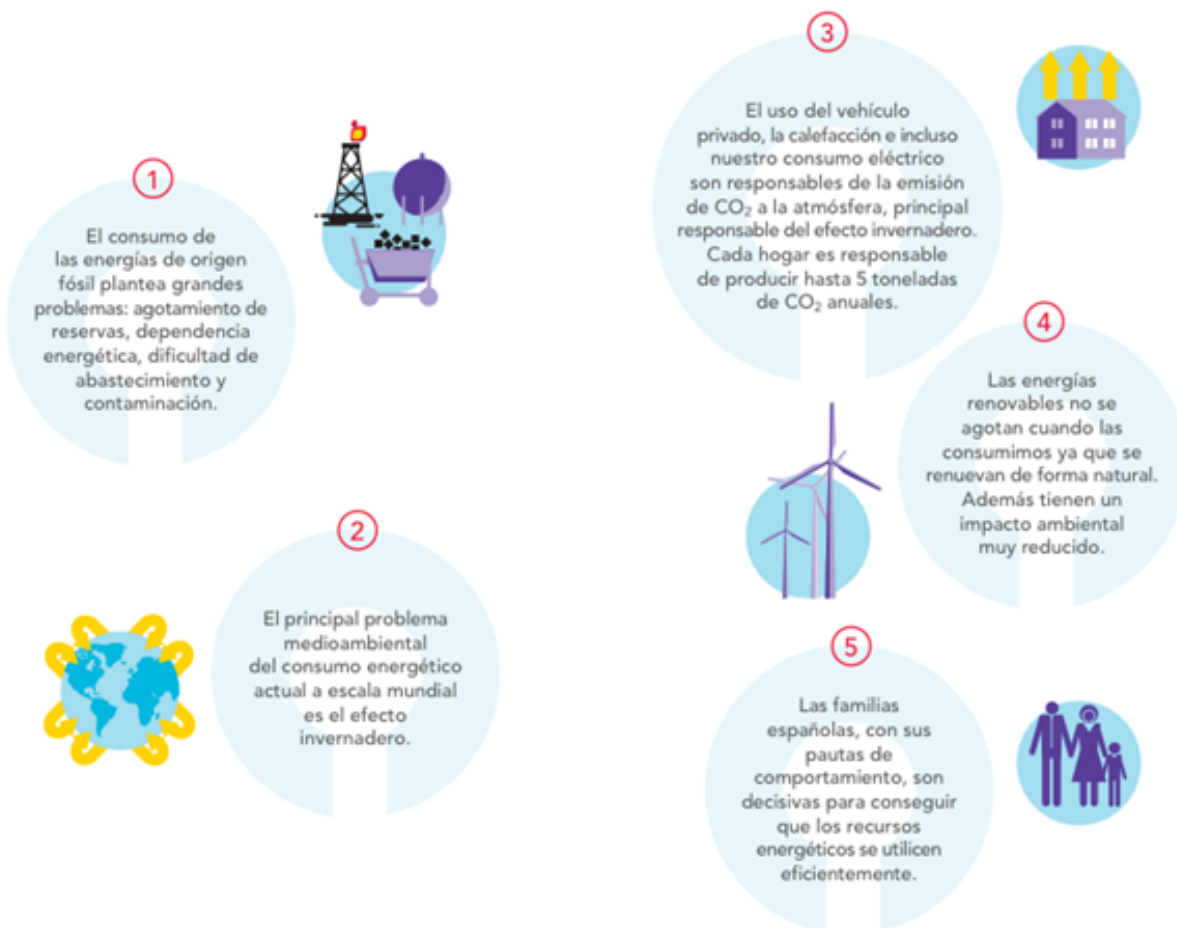 1
El consumo de
las energías de origen
fósil plantea grandes
problemas: agotamiento de
reservas, dependencia
energética, dificultad de
abastecimiento y
contaminación.
2
El principal problema
medioambiental
del consumo energético
actual a escala mundial
es el efecto
invernadero.
3
El uso del vehículo
privado, la calefacción e incluso
nuestro consumo eléctrico
son responsables de la emisión
de CO₂ a la atmósfera, principal
responsable del efecto invernadero.
Cada hogar es responsable
de producir hasta 5 toneladas
de CO₂ anuales.
4
Las energías
renovables no se
agotan cuando las
consumimos ya que se
renuevan de forma natural.
Además tienen un
impacto ambiental
muy reducido.
5
Las familias
españolas, con sus
pautas de
comportamiento, son
decisivas para conseguir
que los recursos
energéticos se utilicen
eficientemente.